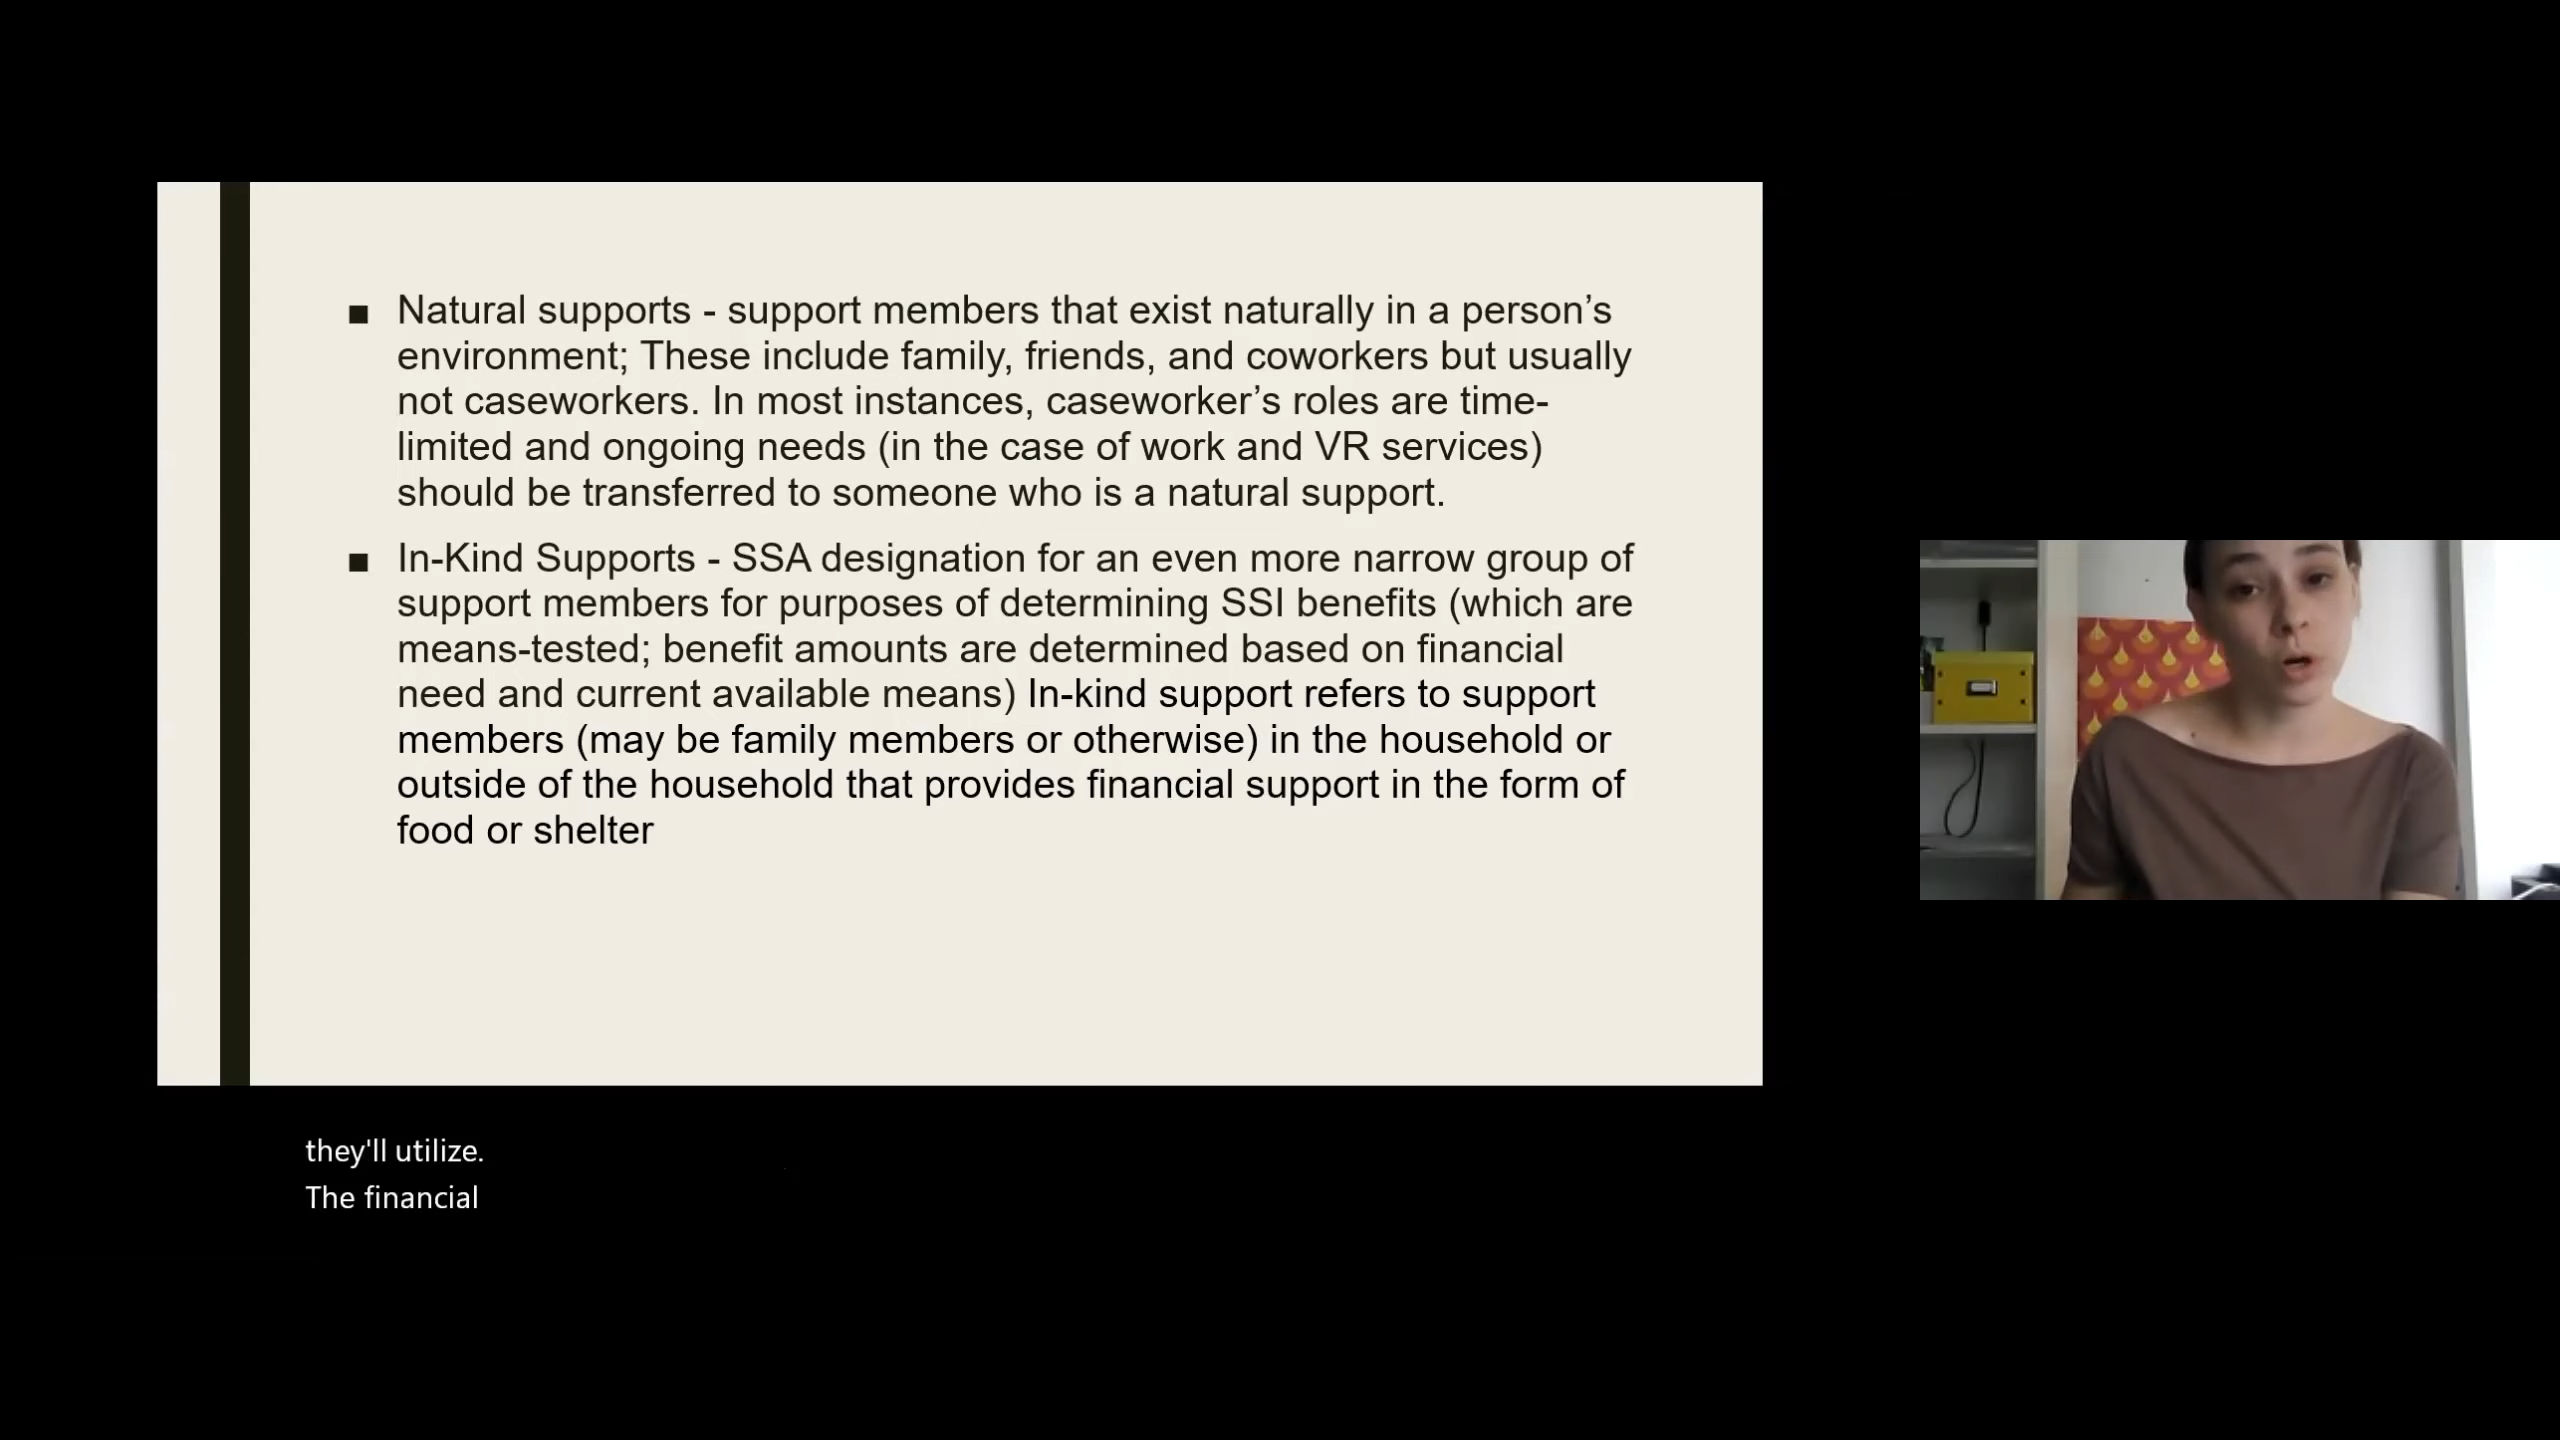 ■ Natural supports - support members that exist naturally in a person’s
environment; These include family, friends, and coworkers but usually
not caseworkers. In most instances, caseworker’s roles are time-
limited and ongoing needs (in the case of work and VR services)
should be transferred to someone who is a natural support.
■ In-Kind Supports - SSA designation for an even more narrow group of
support members for purposes of determining SSI benefits (which are
means-tested; benefit amounts are determined based on financial
need and current available means) In-kind support refers to support
members (may be family members or otherwise) in the household or
outside of the household that provides financial support in the form of
food or shelter
they'll utilize.
The financial